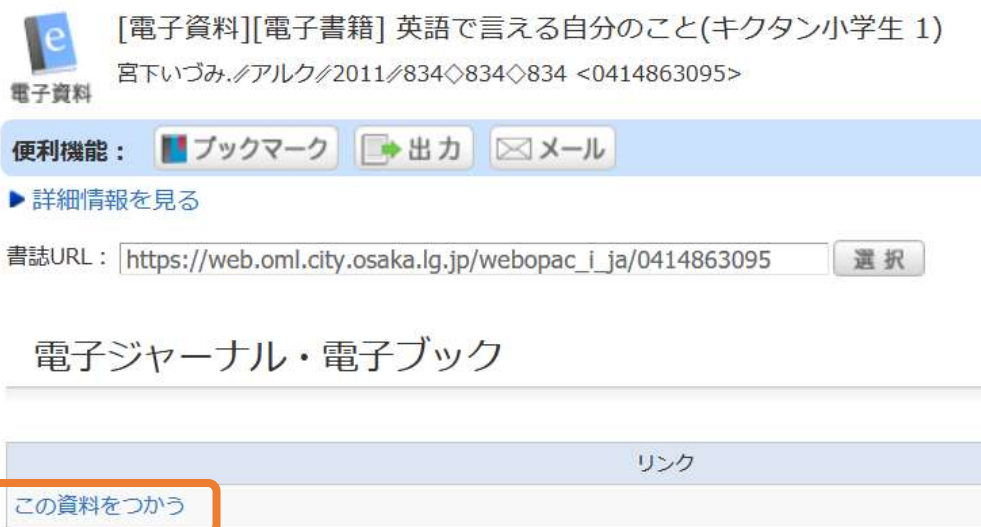 e
電子資料
[電子資料][電子書籍] 英語で言える自分のこと(キクタン小学生 1)
宮下いづみ.//アルク//2011//834◇834◇834 <0414863095>
便利機能： ブックマーク 出力 メール
▶詳細情報を見る
書誌URL： https://web.oml.city.osaka.lg.jp/webopac_i_ja/0414863095 選択
電子ジャーナル・電子ブック
リンク
この資料をつかう